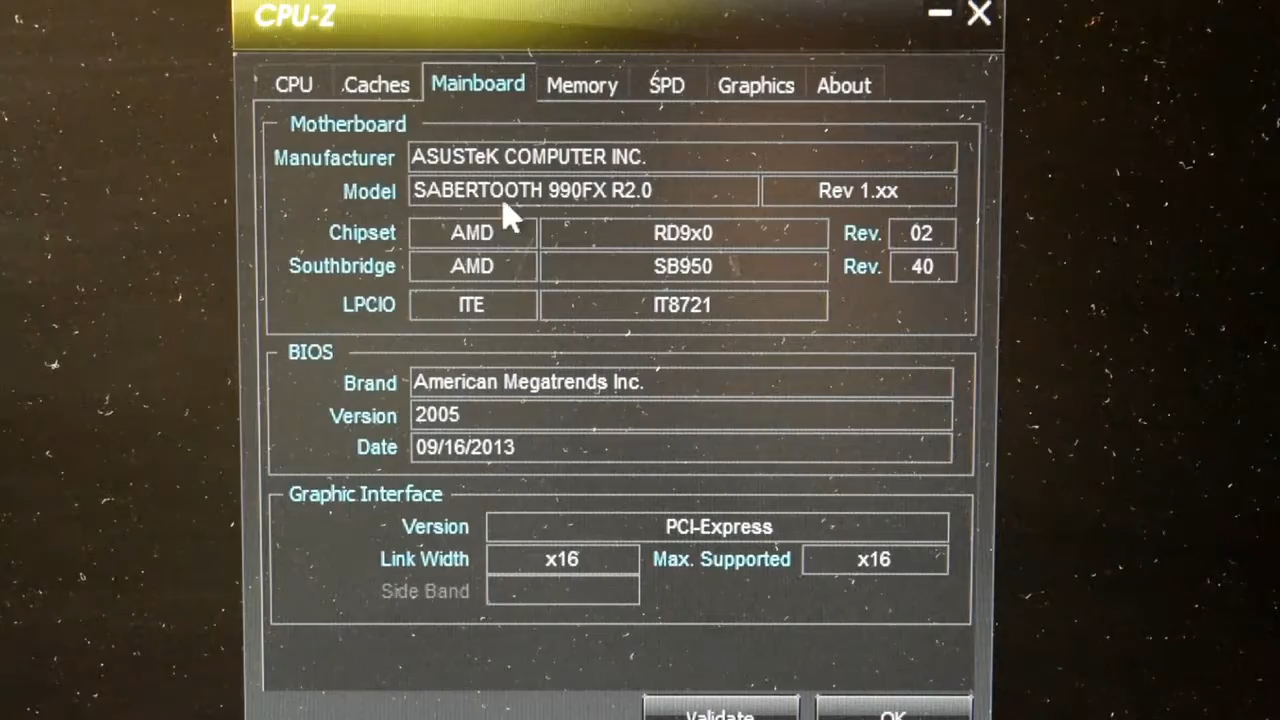 CPU-Z
CPU Caches Mainboard Memory SPD Graphics About
Motherboard
Manufacturer ASUSTeK COMPUTER INC.
Model SABERTOOTH 990FX R2.0 Rev 1.xx
Chipset AMD RD9x0 Rev. 02
Southbridge AMD SB950 Rev. 40
LPCIO ITE IT8721
BIOS
Brand American Megatrends Inc.
Version 2005
Date 09/16/2013
Graphic Interface
Version PCI-Express
Link Width x16 Max. Supported x16
Side Band
Validate OK